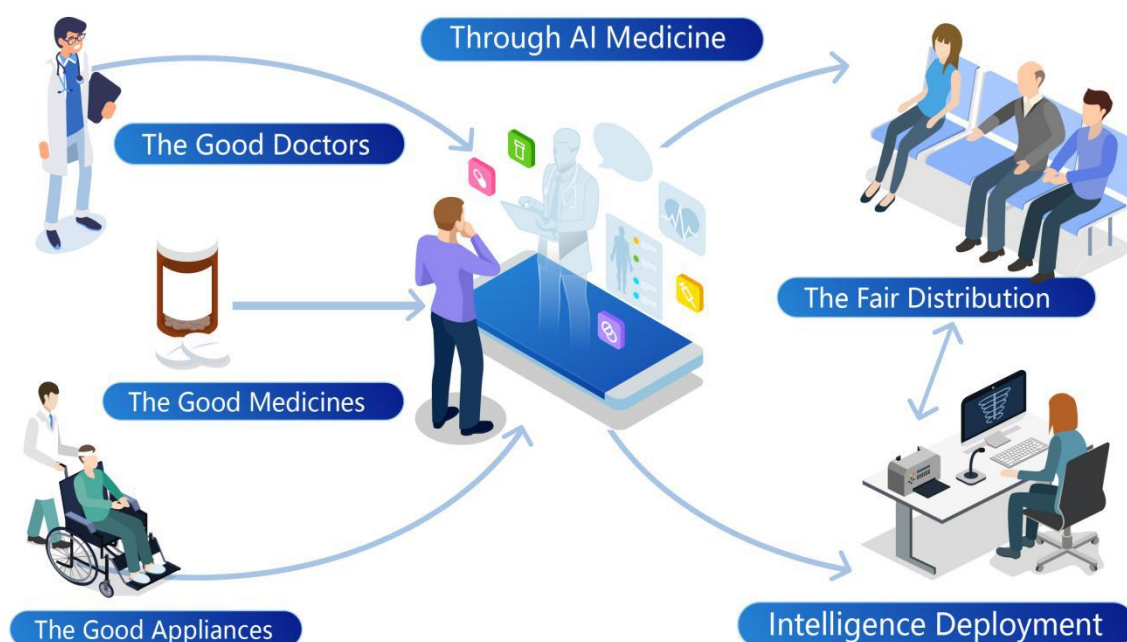 Through AI Medicine
The Good Doctors
The Fair Distribution
The Good Medicines
The Good Appliances
Intelligence Deployment